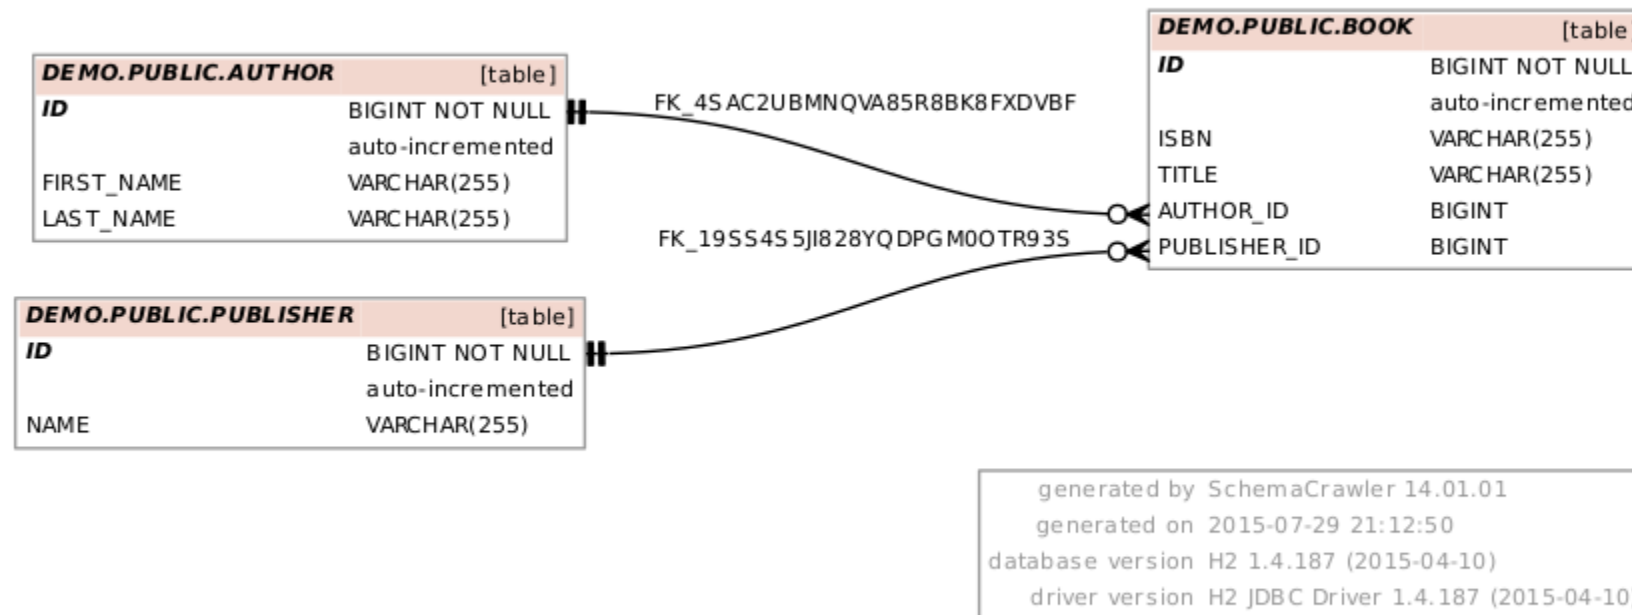 DEMO.PUBLIC.AUTHOR [table]
ID BIGINT NOT NULL
auto-incremented
FIRST_NAME VARCHAR(255)
LAST_NAME VARCHAR(255)
FK_4SAC2UBMNQVA85R8BK8FXDVBF
FK_19SS4S5JI828YQDPGM0OTR93S
DEMO.PUBLIC.BOOK [table]
ID BIGINT NOT NULL
auto-incremented
ISBN VARCHAR(255)
TITLE VARCHAR(255)
AUTHOR_ID BIGINT
PUBLISHER_ID BIGINT
DEMO.PUBLIC.PUBLISHER [table]
ID BIGINT NOT NULL
auto-incremented
NAME VARCHAR(255)
generated by SchemaCrawler 14.01.01
generated on 2015-07-29 21:12:50
database version H2 1.4.187 (2015-04-10)
driver version H2 JDBC Driver 1.4.187 (2015-04-10